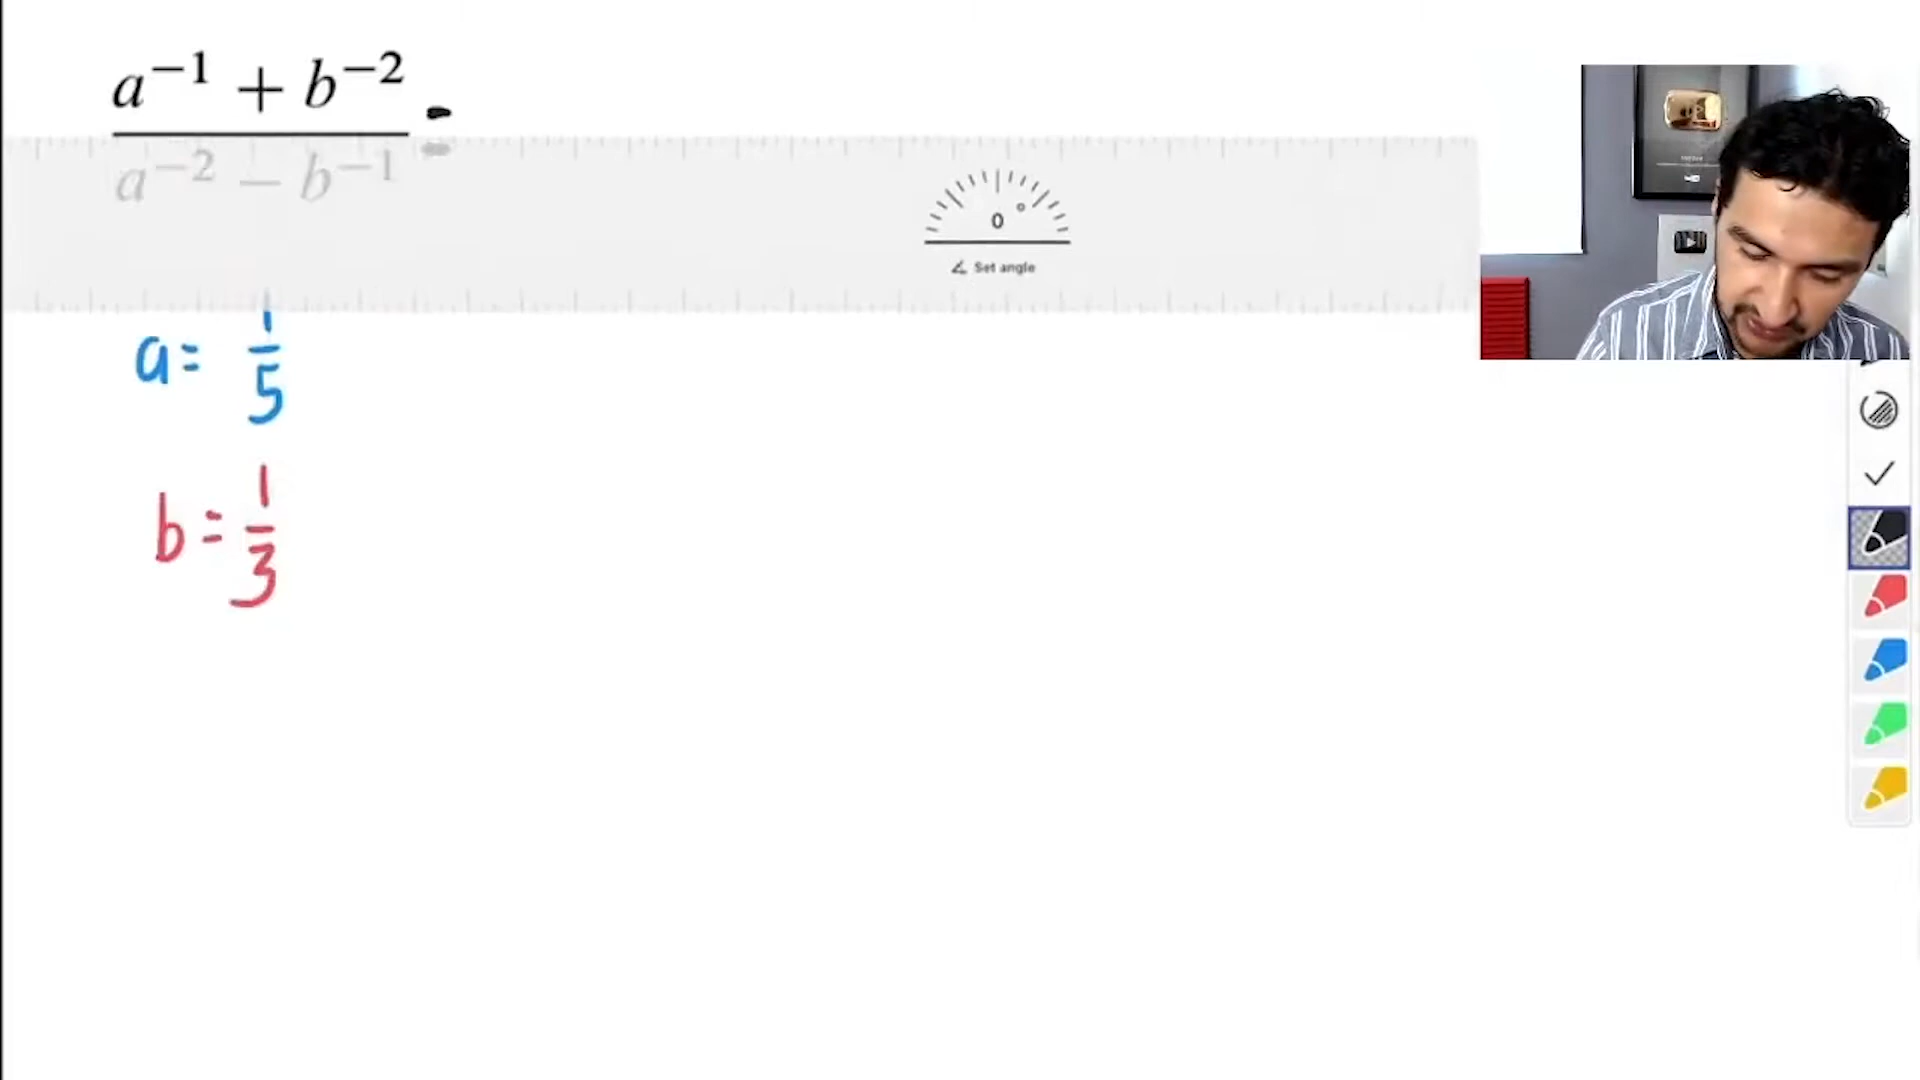 a⁻¹ + b⁻² =
a⁻² − b⁻¹
0 °
∡ Set angle
a = 1/5
b = 1/3